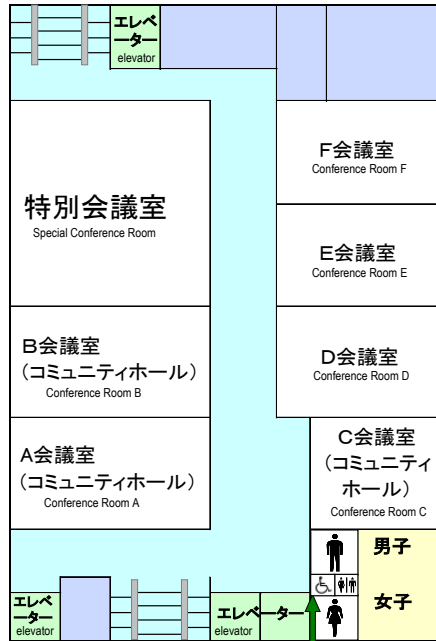 エレベ
ーター
elevator
F会議室
Conference Room F
特別会議室
Special Conference Room
E会議室
Conference Room E
B会議室
（コミュニティホール）
Conference Room B
D会議室
Conference Room D
C会議室
（コミュニティ
ホール）
Conference Room C
A会議室
（コミュニティホール）
Conference Room A
男子
女子
エレベ
ーター
elevator
エレベーター
elevator